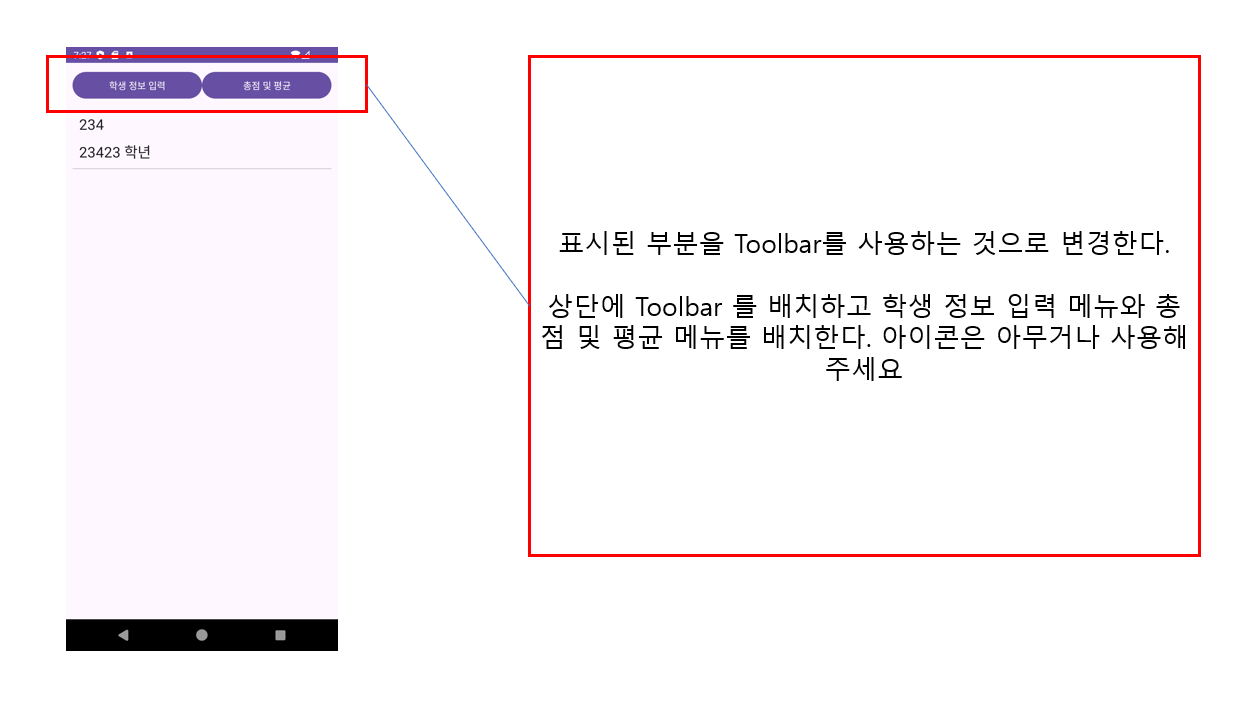 7:27
학생 정보 입력
총점 및 평균
234
23423 학년
표시된 부분을 Toolbar를 사용하는 것으로 변경한다.
상단에 Toolbar 를 배치하고 학생 정보 입력 메뉴와 총
점 및 평균 메뉴를 배치한다. 아이콘은 아무거나 사용해
주세요